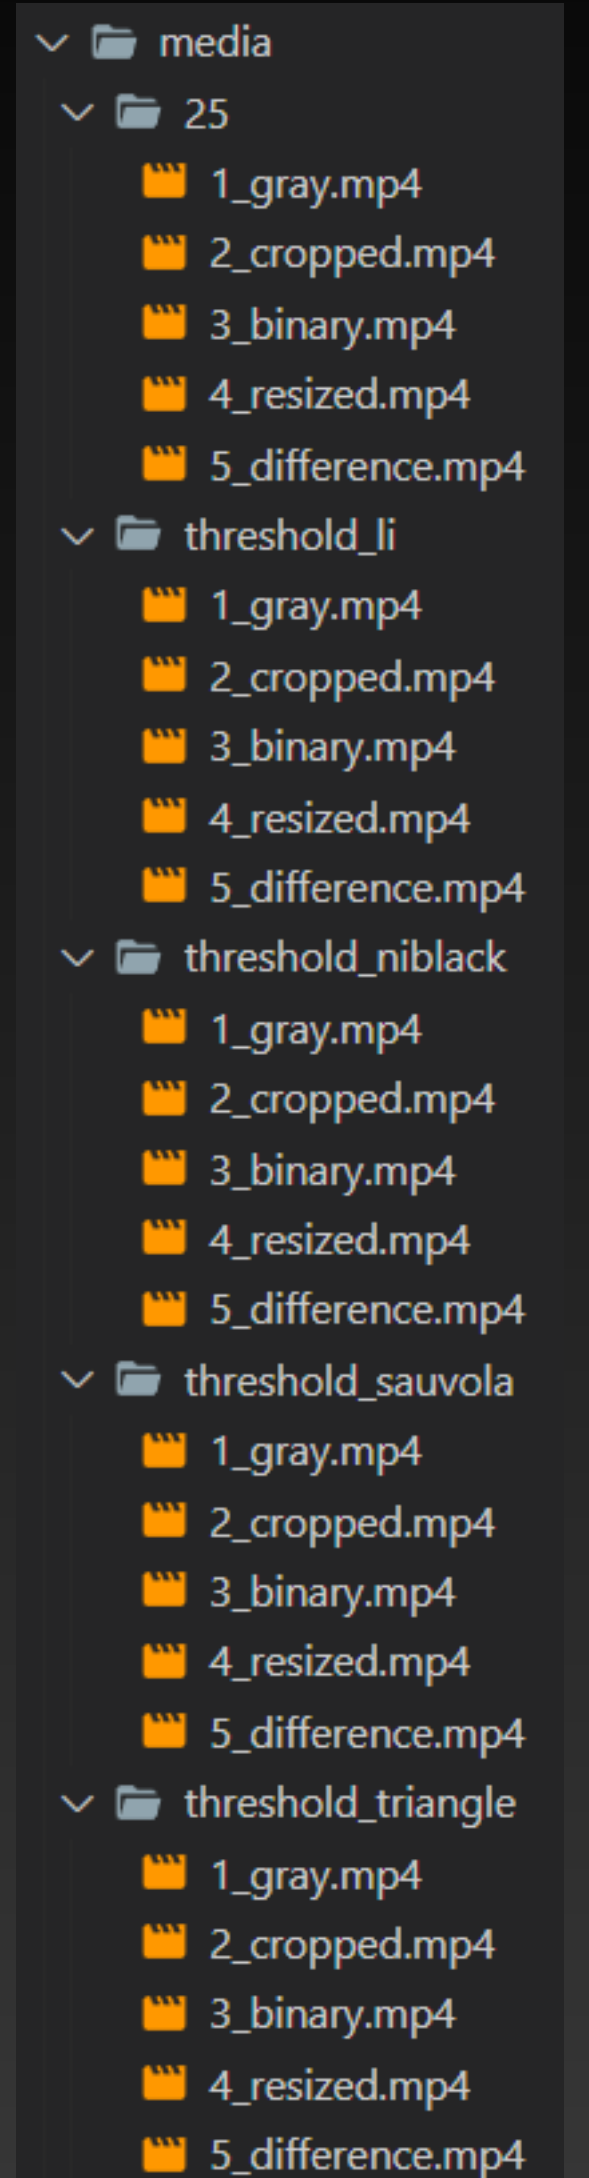 media
25
1_gray.mp4
2_cropped.mp4
3_binary.mp4
4_resized.mp4
5_difference.mp4
threshold_li
1_gray.mp4
2_cropped.mp4
3_binary.mp4
4_resized.mp4
5_difference.mp4
threshold_niblack
1_gray.mp4
2_cropped.mp4
3_binary.mp4
4_resized.mp4
5_difference.mp4
threshold_sauvola
1_gray.mp4
2_cropped.mp4
3_binary.mp4
4_resized.mp4
5_difference.mp4
threshold_triangle
1_gray.mp4
2_cropped.mp4
3_binary.mp4
4_resized.mp4
5_difference.mp4